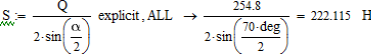 S := Q / (2·sin(α/2)) explicit, ALL → 254.8 / (2·sin(70·deg/2)) = 222.115 H